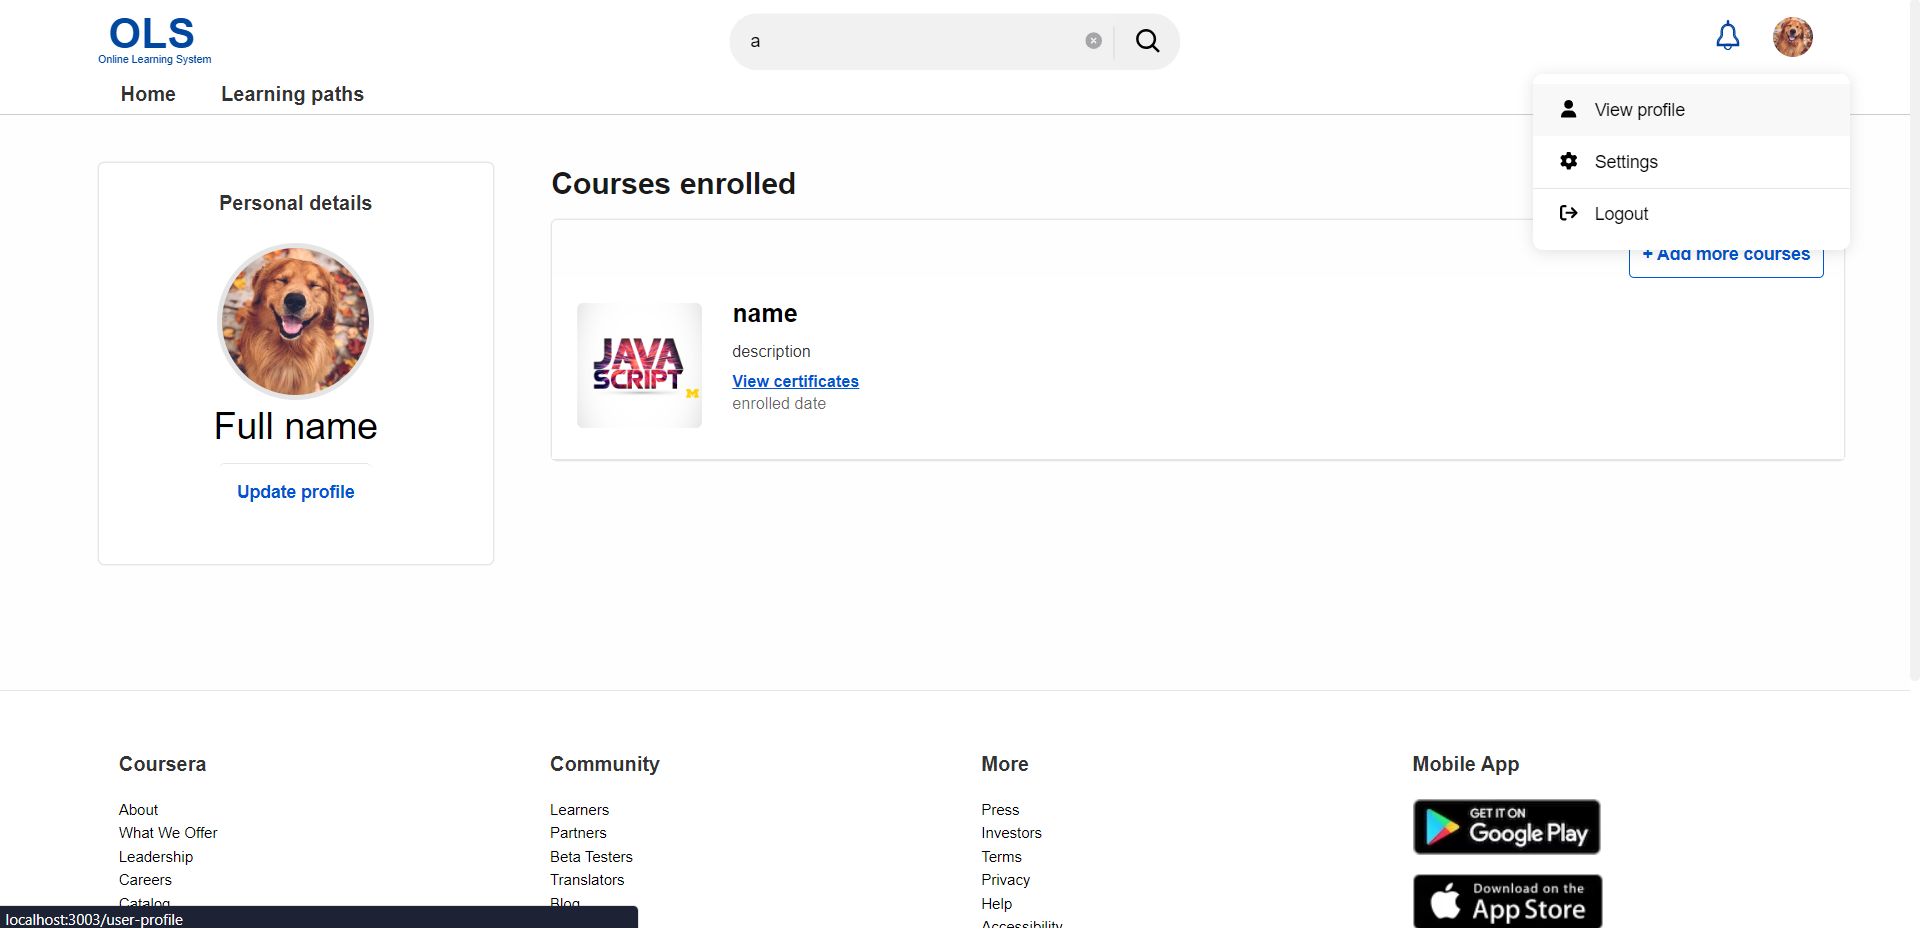 OLS
Online Learning System
a
Home
Learning paths
View profile
Settings
Logout
Personal details
Full name
Update profile
Courses enrolled
+ Add more courses
JAVA
SCRIPT
M
name
description
View certificates
enrolled date
Coursera
About
What We Offer
Leadership
Careers
Catalog
Community
Learners
Partners
Beta Testers
Translators
Blog
More
Press
Investors
Terms
Privacy
Help
Accessibility
Mobile App
GET IT ON
Google Play
Download on the
App Store
localhost:3003/user-profile